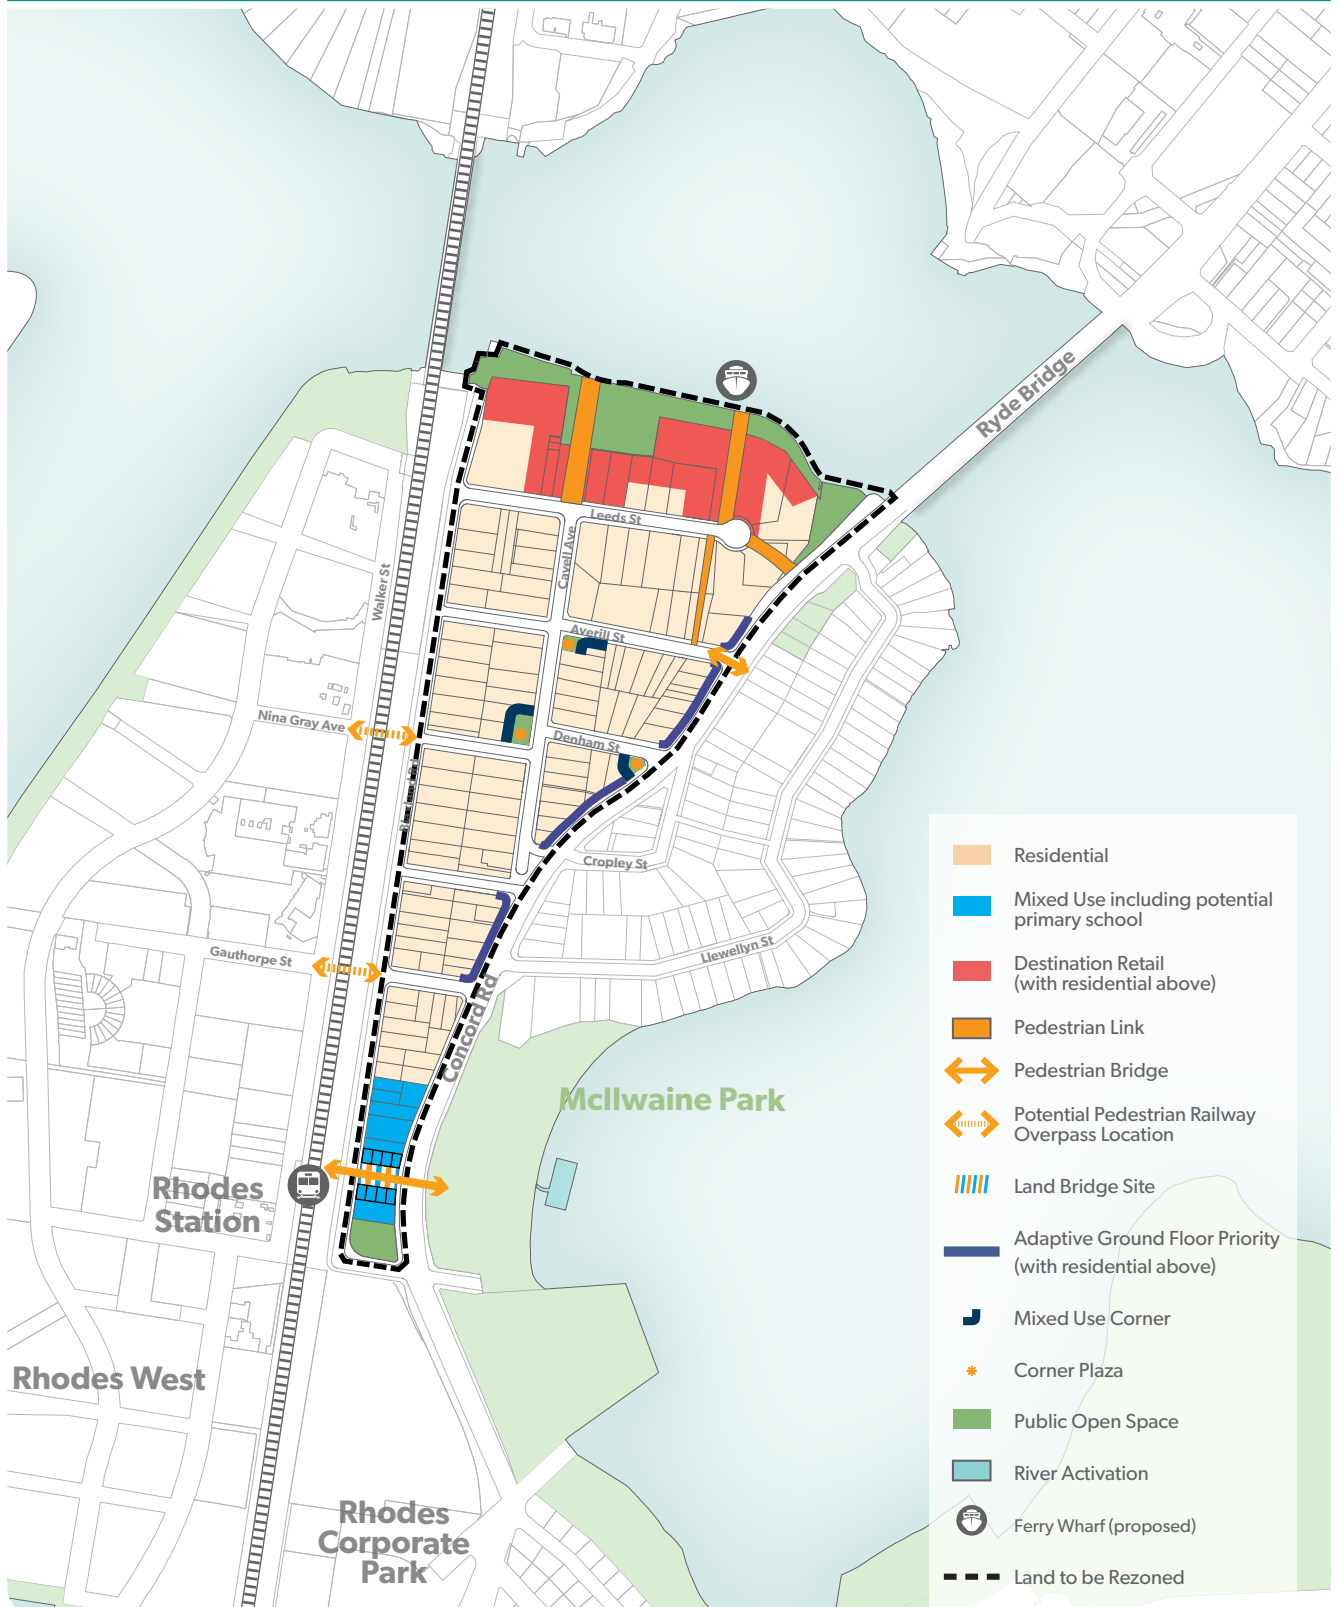 Ryde Bridge
Leeds St
Cavell Ave
Walker St
Averill St
Nina Gray Ave
Denham St
Cropley St
Llewellyn St
Gauthorpe St
Concord Rd
McIlwaine Park
Rhodes
Station
Rhodes West
Rhodes
Corporate
Park
Residential
Mixed Use including potential
primary school
Destination Retail
(with residential above)
Pedestrian Link
Pedestrian Bridge
Potential Pedestrian Railway
Overpass Location
Land Bridge Site
Adaptive Ground Floor Priority
(with residential above)
Mixed Use Corner
Corner Plaza
Public Open Space
River Activation
Ferry Wharf (proposed)
Land to be Rezoned